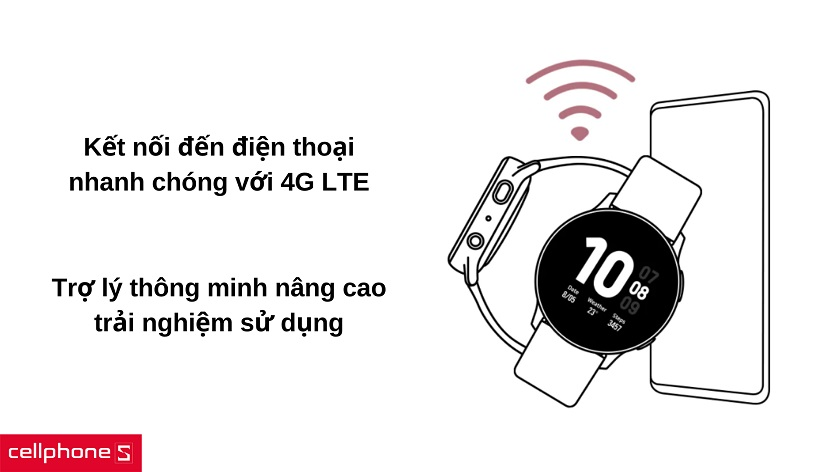 Kết nối đến điện thoại
nhanh chóng với 4G LTE
Trợ lý thông minh nâng cao
trải nghiệm sử dụng
10
07
08
09
Date
8/05
Weather
23°
Steps
3457
cellphone S